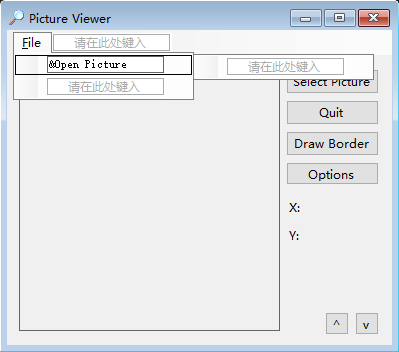 Picture Viewer
File 请在此处键入
&Open Picture 请在此处键入
请在此处键入
Select Picture
Quit
Draw Border
Options
X:
Y:
^ v